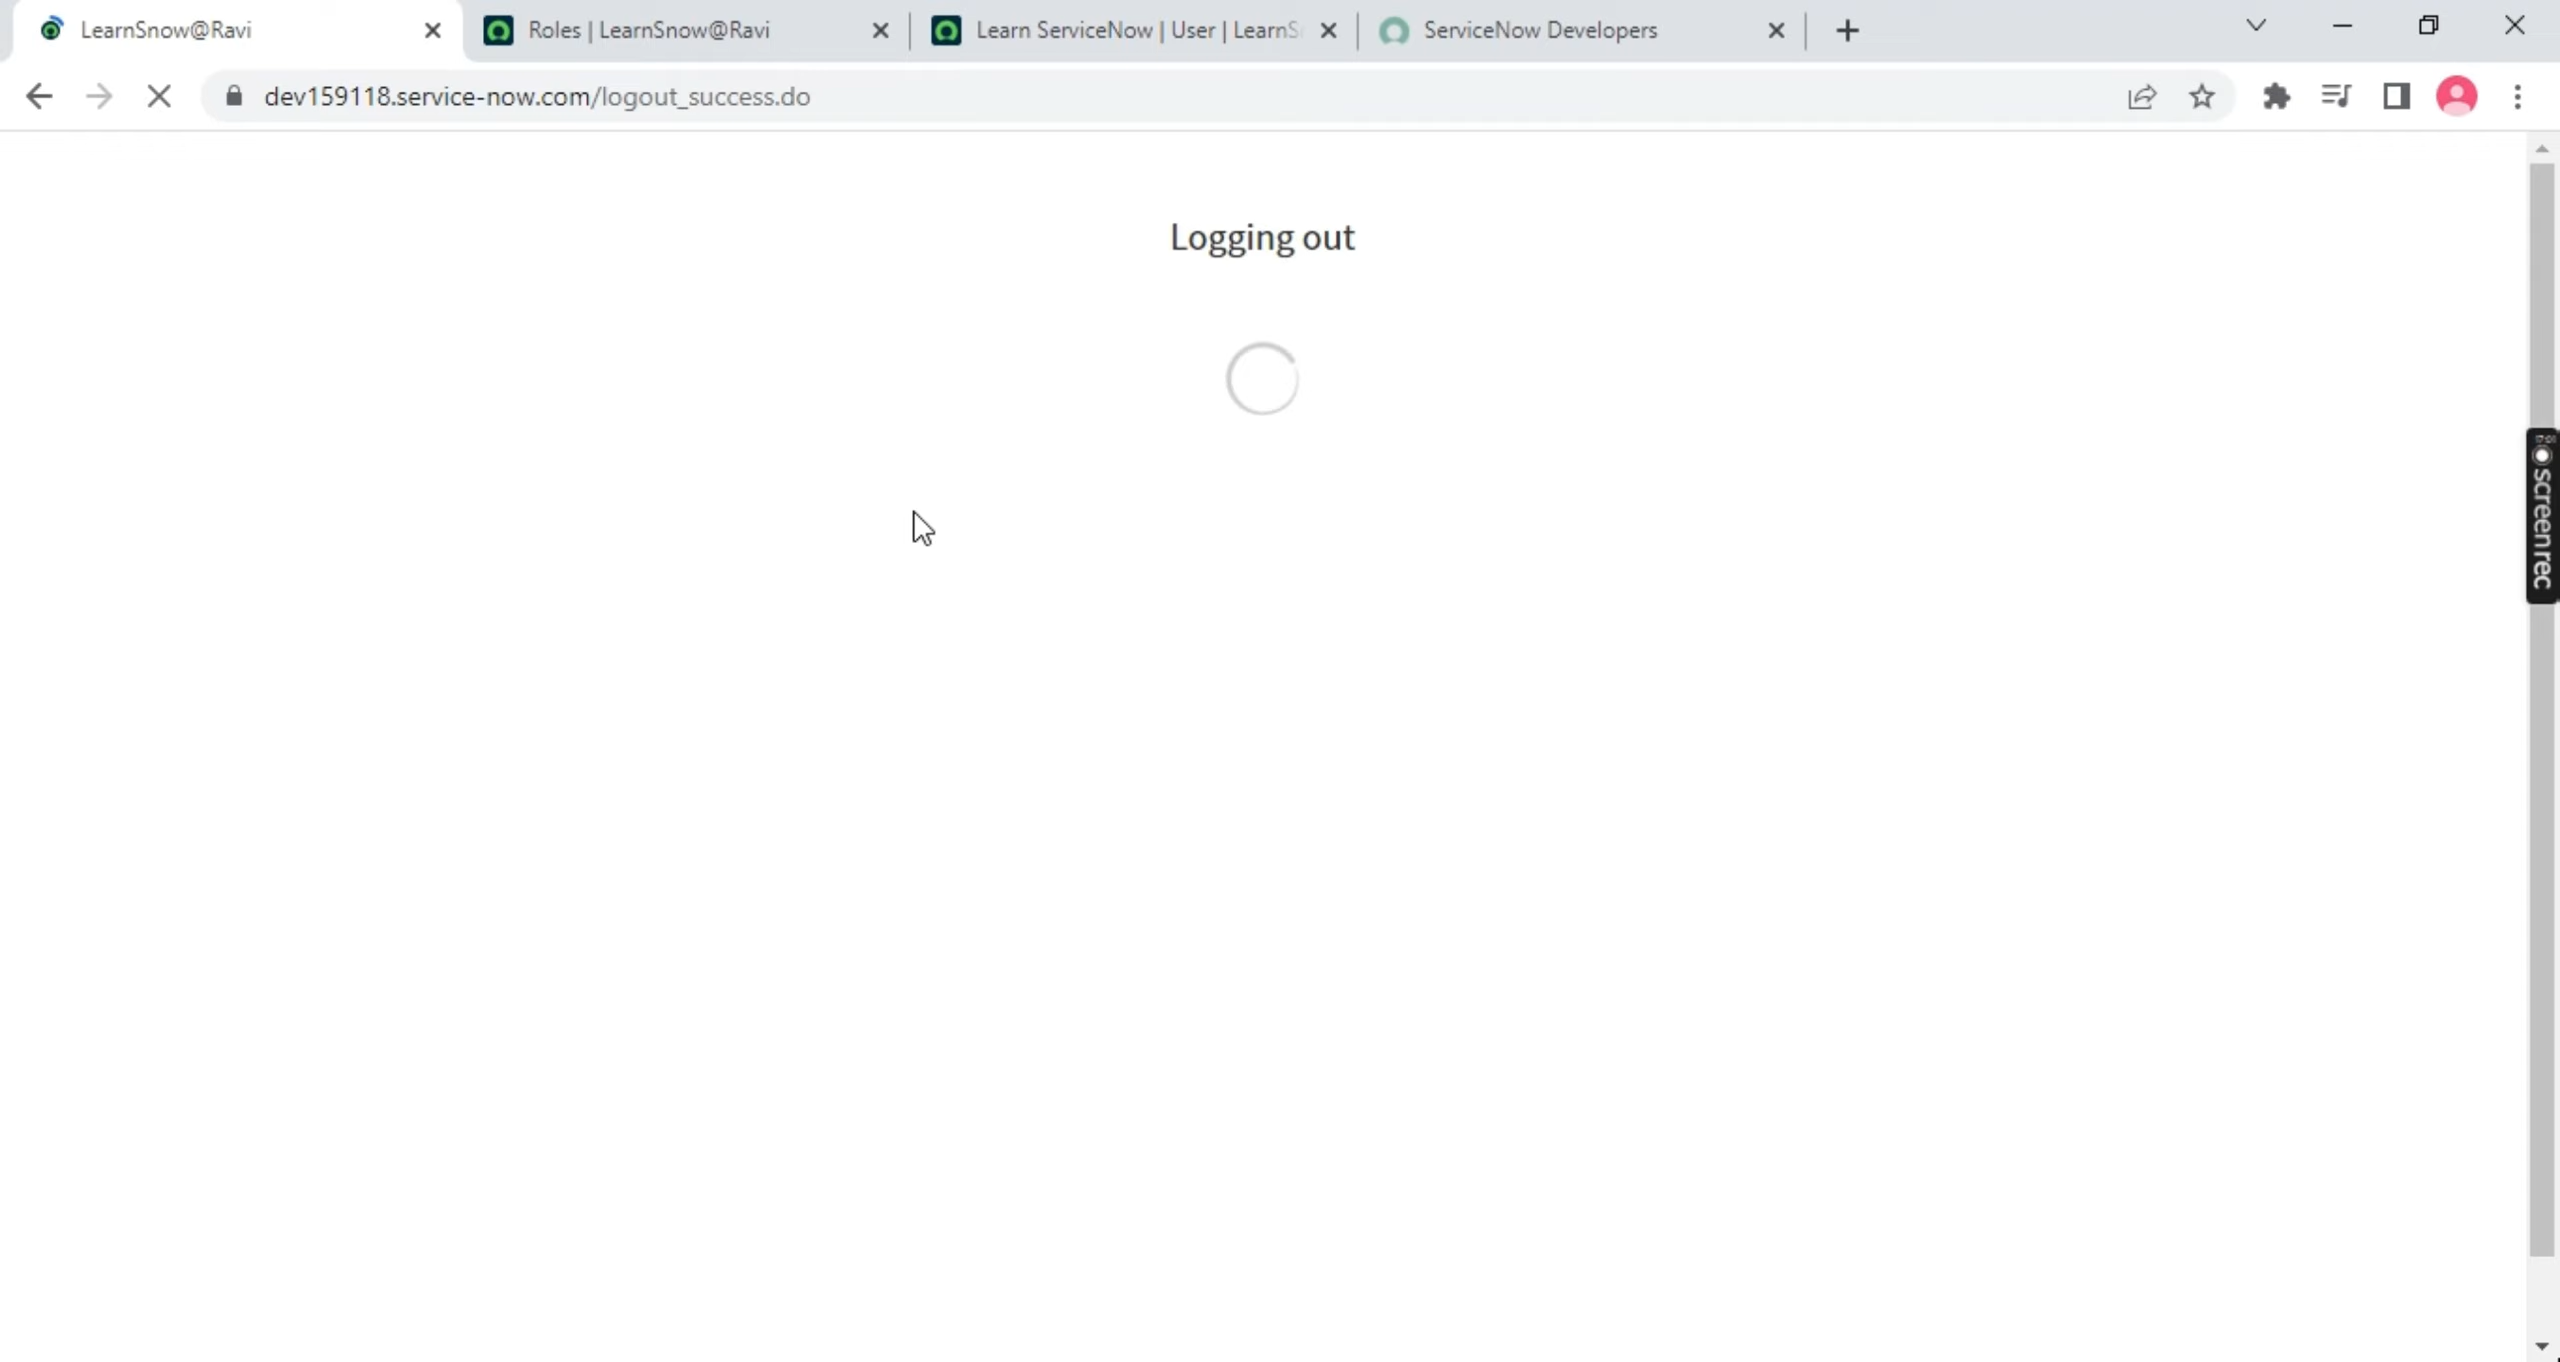 LearnSnow@Ravi
Roles | LearnSnow@Ravi
Learn ServiceNow | User | LearnS
ServiceNow Developers
dev159118.service-now.com/logout_success.do
Logging out
screenrec